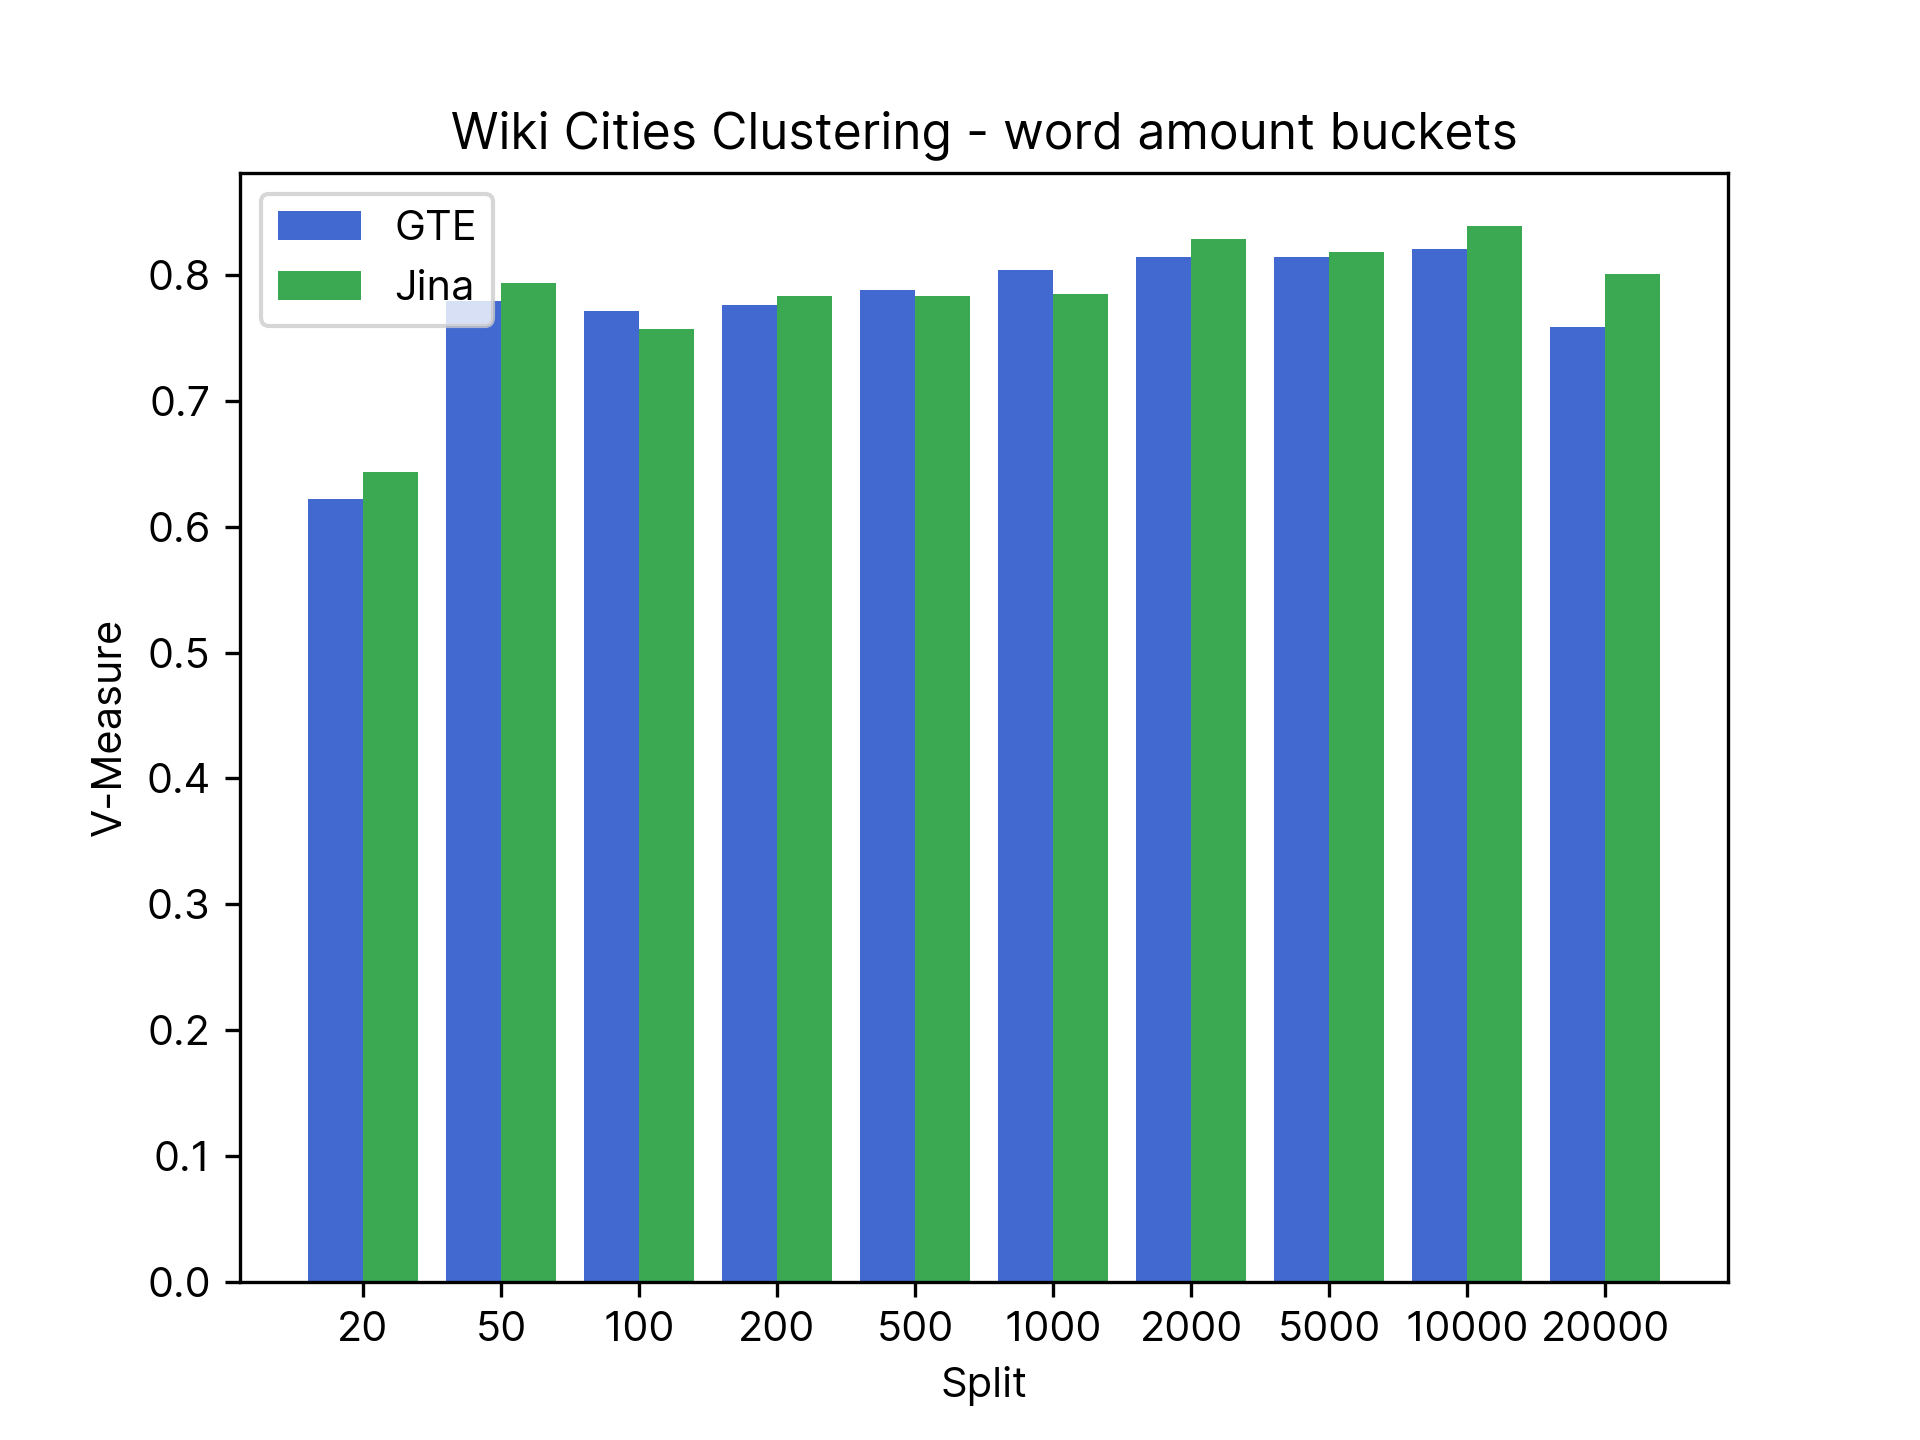 Wiki Cities Clustering - word amount buckets
GTE
Jina
0.8
0.7
0.6
0.5
0.4
0.3
0.2
0.1
0.0
V-Measure
20 50 100 200 500 1000 2000 5000 10000 20000
Split